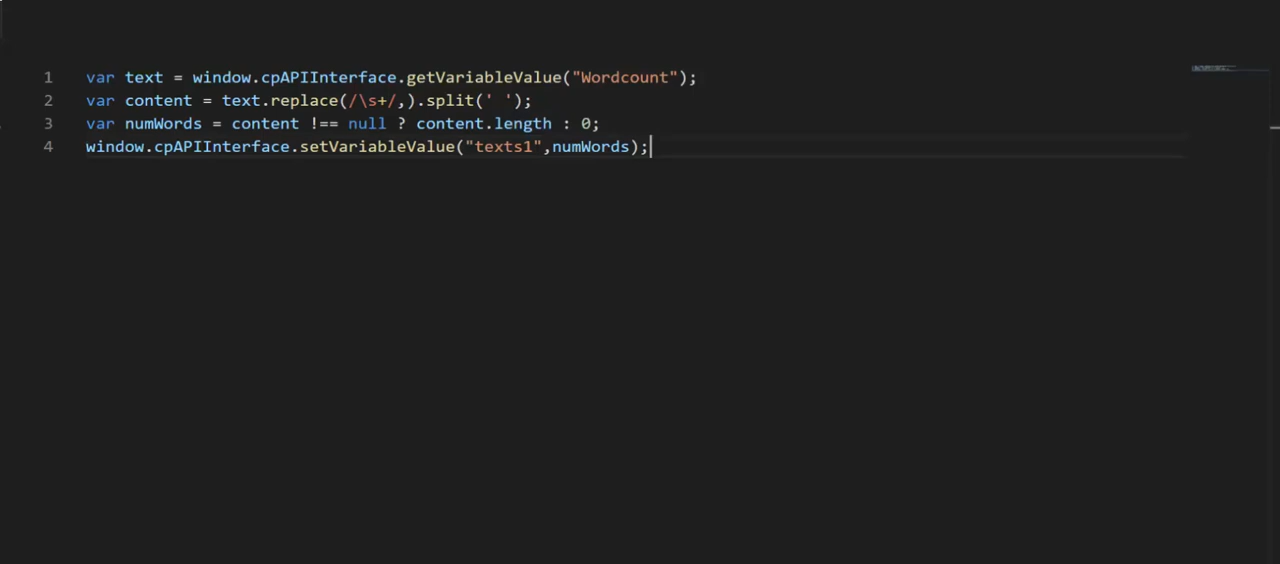 1 var text = window.cpAPIInterface.getVariableValue("Wordcount");
2 var content = text.replace(/\s+/,).split(' ');
3 var numWords = content !== null ? content.length : 0;
4 window.cpAPIInterface.setVariableValue("texts1",numWords);